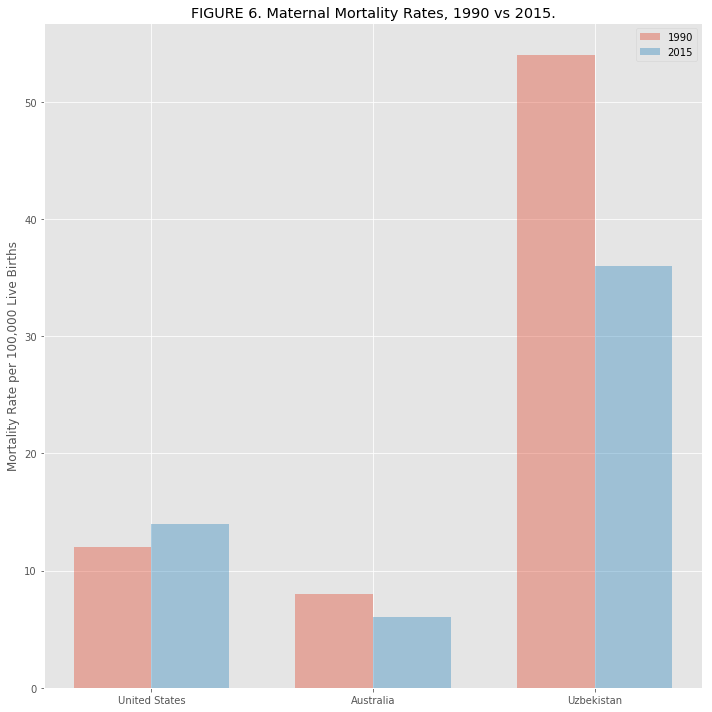 FIGURE 6. Maternal Mortality Rates, 1990 vs 2015.
1990
2015
Mortality Rate per 100,000 Live Births
50
40
30
20
10
0
United States
Australia
Uzbekistan